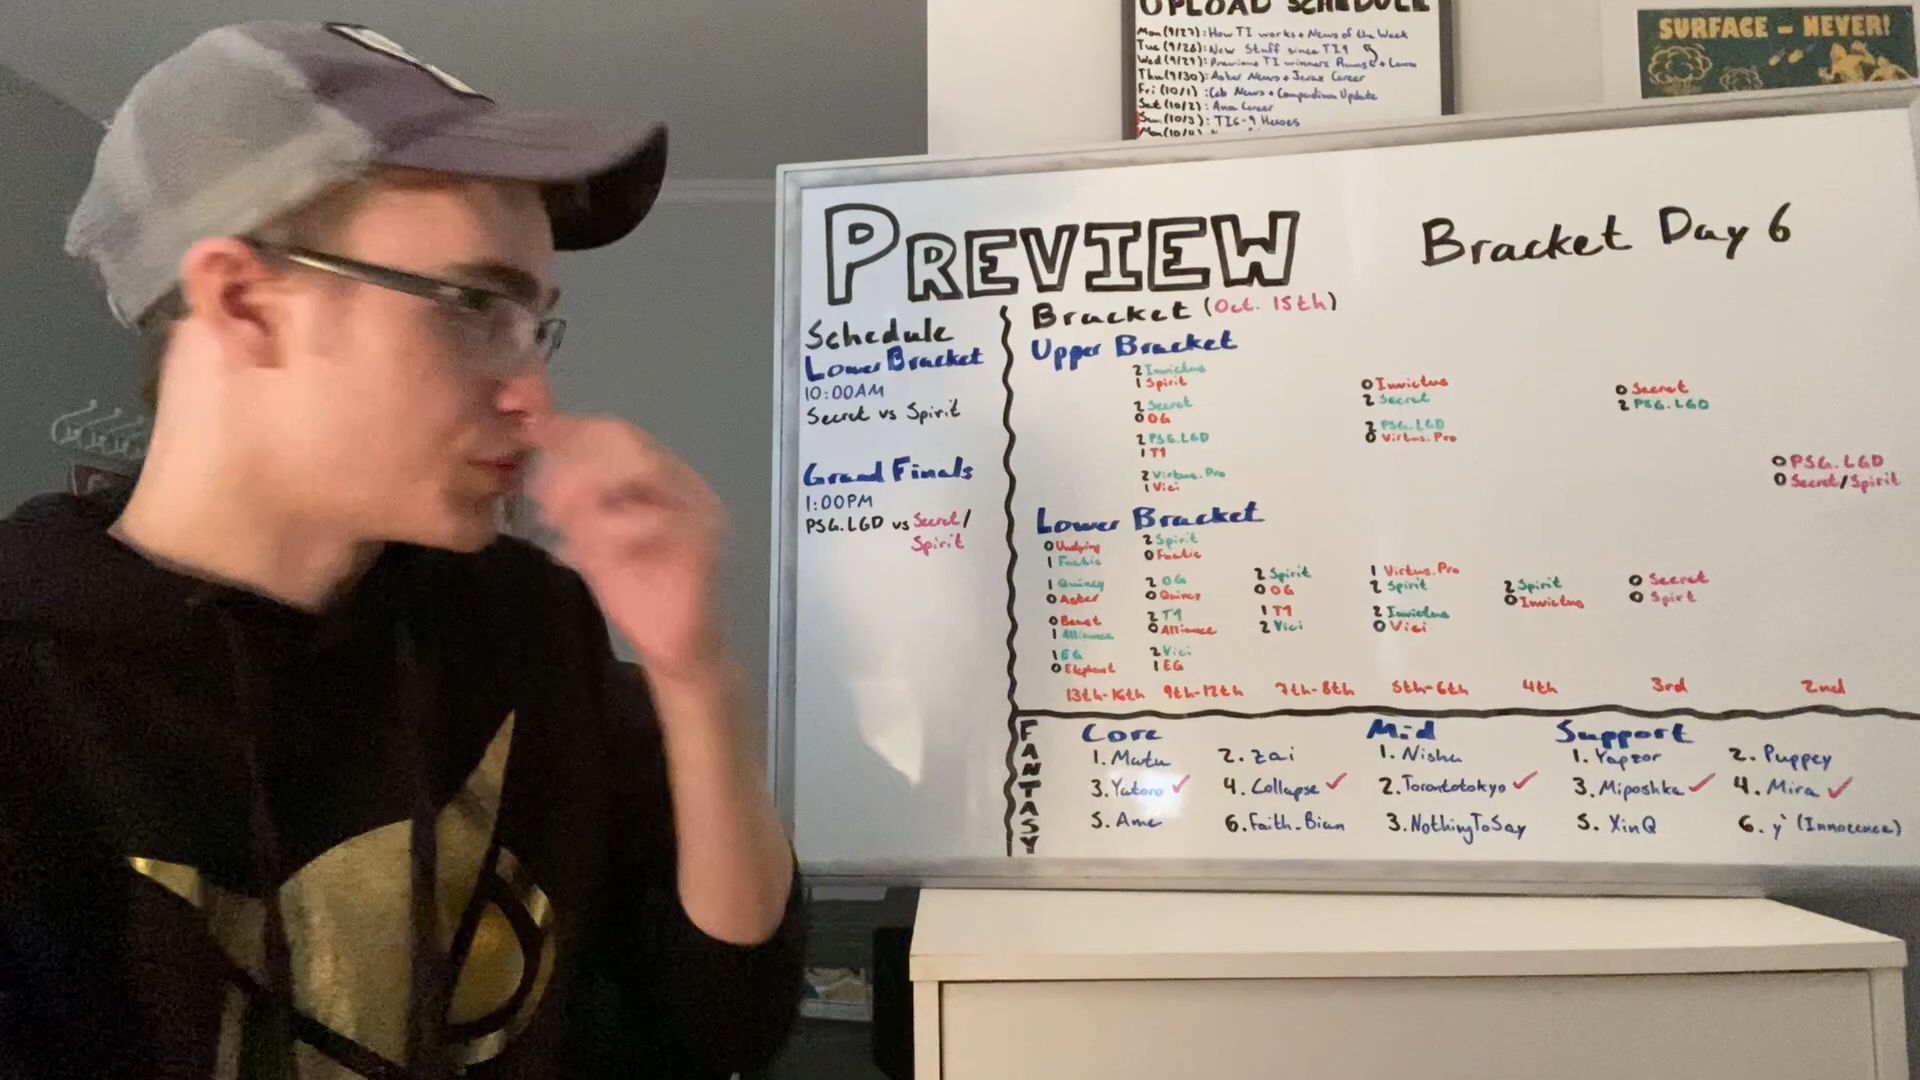 UPLOAD SCHEDULE
Mon (9/27): How TI works + News of the Week
Tue (9/28): New Stuff since TI9
Wed (9/29): Previous TI winners Runs +
Thu (9/30): Aster News + Jerax Career
Fri (10/1): Ceb News + Compendium Update
Sat (10/2): Ana Career
Sun (10/3): TI6-9 Heroes
Mon (10/4)
SURFACE - NEVER!
PREVIEW
Bracket Day 6
Schedule
Lower Bracket
10:00AM
Secret vs Spirit
Grand Finals
1:00PM
PSG.LGD vs Secret/
Spirit
Bracket (Oct. 15th)
Upper Bracket
2 Invictus
1 Spirit
2 Secret
0 OG
2 PSG.LGD
1 T1
2 Virtus.Pro
1 Vici
0 Invictus
2 Secret
2 PSG.LGD
0 Virtus.Pro
0 Secret
2 PSG.LGD
0 PSG.LGD
0 Secret/Spirit
Lower Bracket
0 Undying
1 Fnatic
1 Quincy
0 Aster
0 Beast
1 Alliance
1 EG
0 Elephant
2 Spirit
0 Fnatic
2 OG
0 Quincy
2 T1
0 Alliance
2 Vici
1 EG
2 Spirit
0 OG
1 T1
2 Vici
1 Virtus.Pro
2 Spirit
2 Invictus
0 Vici
2 Spirit
0 Invictus
0 Secret
0 Spirt
13th-16th 9th-12th 7th-8th 5th-6th 4th 3rd 2nd
FANTASY
Core
1. Matu 2. Zai
3. Yatoro ✓ 4. Collapse ✓
5. Ame 6. Faith-Bian
Mid
1. Nisha
2. Torontotokyo ✓
3. NothingToSay
Support
1. Yapzor 2. Puppey
3. Miposhka ✓ 4. Mira ✓
5. XinQ 6. y` (Innocence)